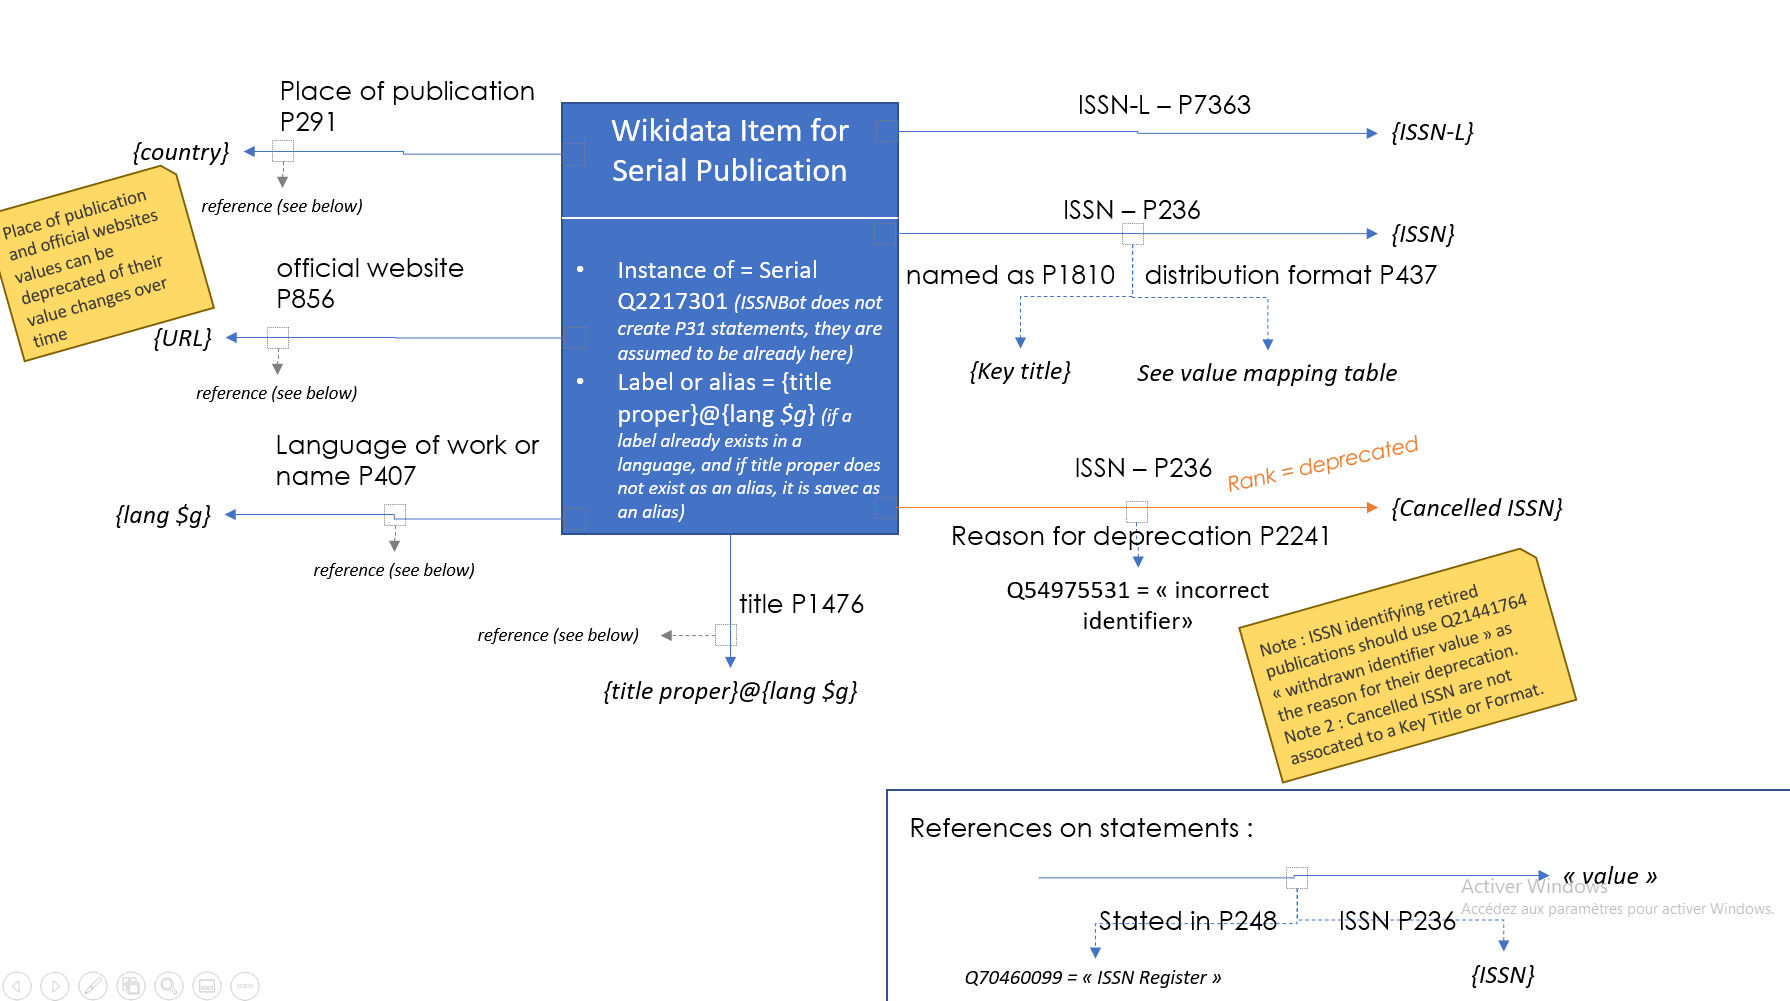 Place of publication
P291
{country}
reference (see below)
Place of publication
and official websites
values can be
deprecated of their
value changes over
time
official website
P856
{URL}
reference (see below)
Language of work or
name P407
{lang $g}
reference (see below)
Wikidata Item for
Serial Publication
• Instance of = Serial
Q2217301 (ISSNBot does not
create P31 statements, they are
assumed to be already here)
• Label or alias = {title
proper}@{lang $g} (if a
label already exists in a
language, and if title proper does
not exist as an alias, it is savec as
an alias)
title P1476
reference (see below)
{title proper}@{lang $g}
ISSN-L – P7363
{ISSN-L}
ISSN – P236
{ISSN}
named as P1810
distribution format P437
{Key title}
See value mapping table
ISSN – P236
Rank = deprecated
{Cancelled ISSN}
Reason for deprecation P2241
Q54975531 = « incorrect
identifier»
Note : ISSN identifying retired
publications should use Q21441764
« withdrawn identifier value » as
the reason for their deprecation.
Note 2 : Cancelled ISSN are not
assocated to a Key Title or Format.
References on statements :
« value »
Activer Windows
Accédez aux paramètres pour activer Windows.
Stated in P248
ISSN P236
Q70460099 = « ISSN Register »
{ISSN}